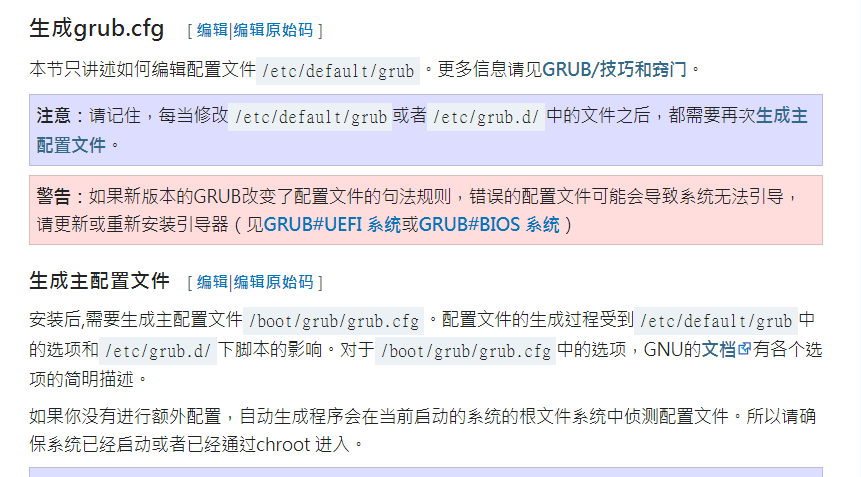 生成grub.cfg [ 编辑|编辑原始码 ]
本节只讲述如何编辑配置文件 /etc/default/grub 。更多信息请见GRUB/技巧和窍门。
注意：请记住，每当修改 /etc/default/grub 或者 /etc/grub.d/ 中的文件之后，都需要再次生成主
配置文件。
警告：如果新版本的GRUB改变了配置文件的句法规则，错误的配置文件可能会导致系统无法引导，
请更新或重新安装引导器（见GRUB#UEFI 系统或GRUB#BIOS 系统）
生成主配置文件 [ 编辑|编辑原始码 ]
安装后,需要生成主配置文件 /boot/grub/grub.cfg 。配置文件的生成过程受到 /etc/default/grub 中
的选项和 /etc/grub.d/ 下脚本的影响。对于 /boot/grub/grub.cfg 中的选项，GNU的文档有各个选
项的简明描述。
如果你没有进行额外配置，自动生成程序会在当前启动的系统的根文件系统中侦测配置文件。所以请确
保系统已经启动或者已经通过chroot 进入。